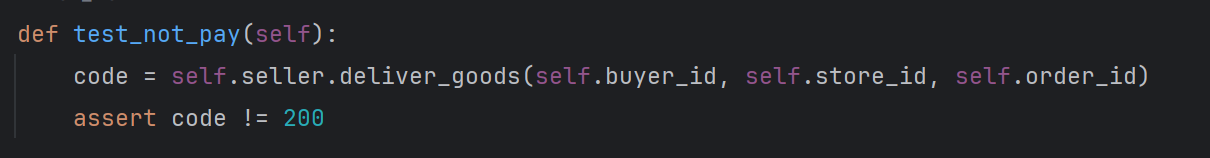 def test_not_pay(self):
    code = self.seller.deliver_goods(self.buyer_id, self.store_id, self.order_id)
    assert code != 200